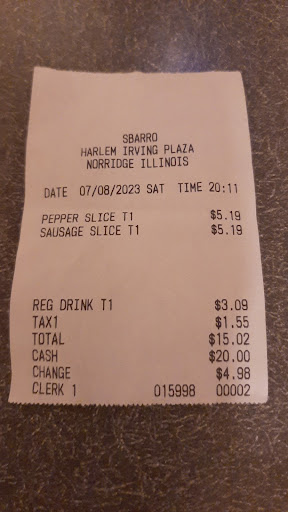 SBARRO
HARLEM IRVING PLAZA
NORRIDGE ILLINOIS
DATE 07/08/2023 SAT TIME 20:11
PEPPER SLICE T1 $5.19
SAUSAGE SLICE T1 $5.19
REG DRINK T1 $3.09
TAX1 $1.55
TOTAL $15.02
CASH $20.00
CHANGE $4.98
CLERK 1 015998 00002